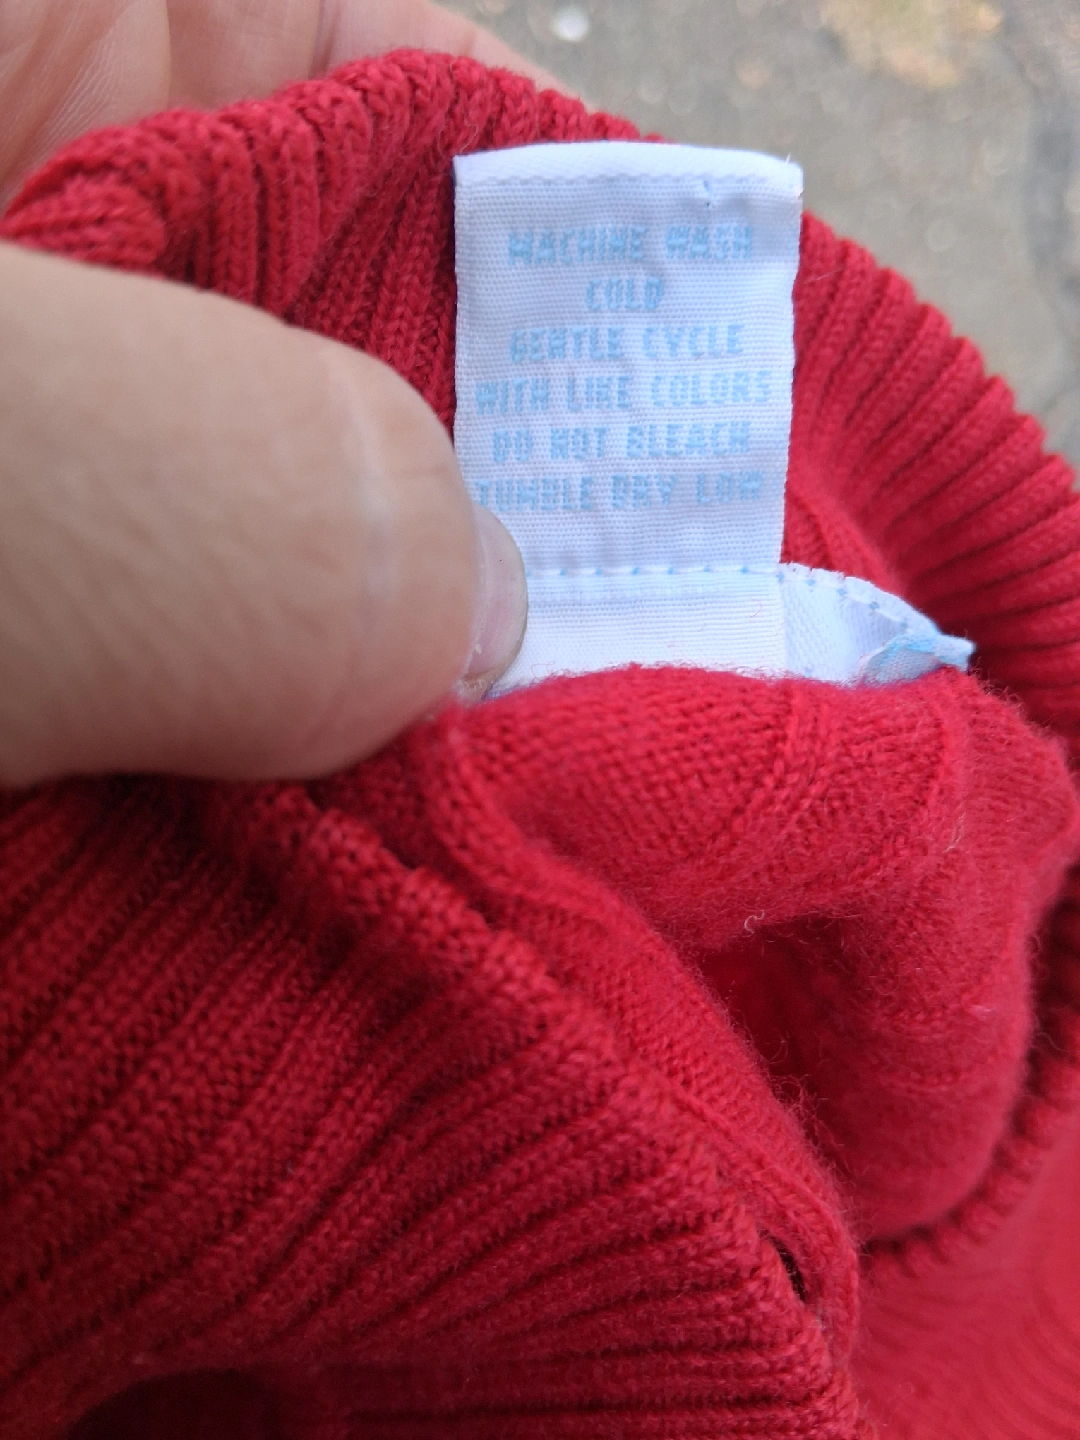 MACHINE WASH
COLD
GENTLE CYCLE
WITH LIKE COLORS
DO NOT BLEACH
TUMBLE DRY LOW